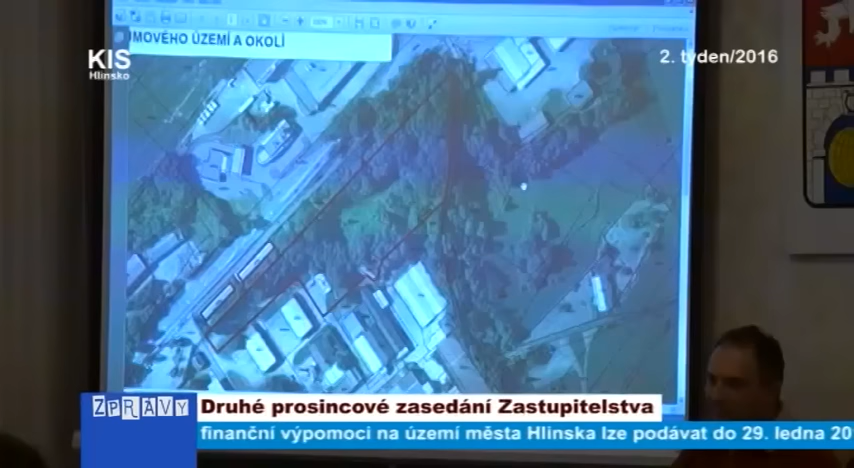 JMOVÉHO ÚZEMÍ A OKOLÍ
KIS
Hlinsko
2. týden/2016
ZPRÁVY
Druhé prosincové zasedání Zastupitelstva
finanční výpomoci na území města Hlinska lze podávat do 29. ledna 20